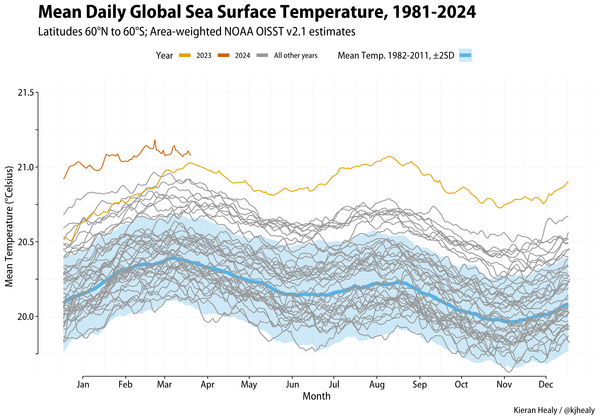 Mean Daily Global Sea Surface Temperature, 1981-2024
Latitudes 60°N to 60°S; Area-weighted NOAA OISST v2.1 estimates
Year 2023 2024 All other years Mean Temp. 1982-2011, ±2SD
21.5
21.0
20.5
20.0
Mean Temperature (°Celsius)
Jan Feb Mar Apr May Jun Jul Aug Sep Oct Nov Dec
Month
Kieran Healy / @kjhealy